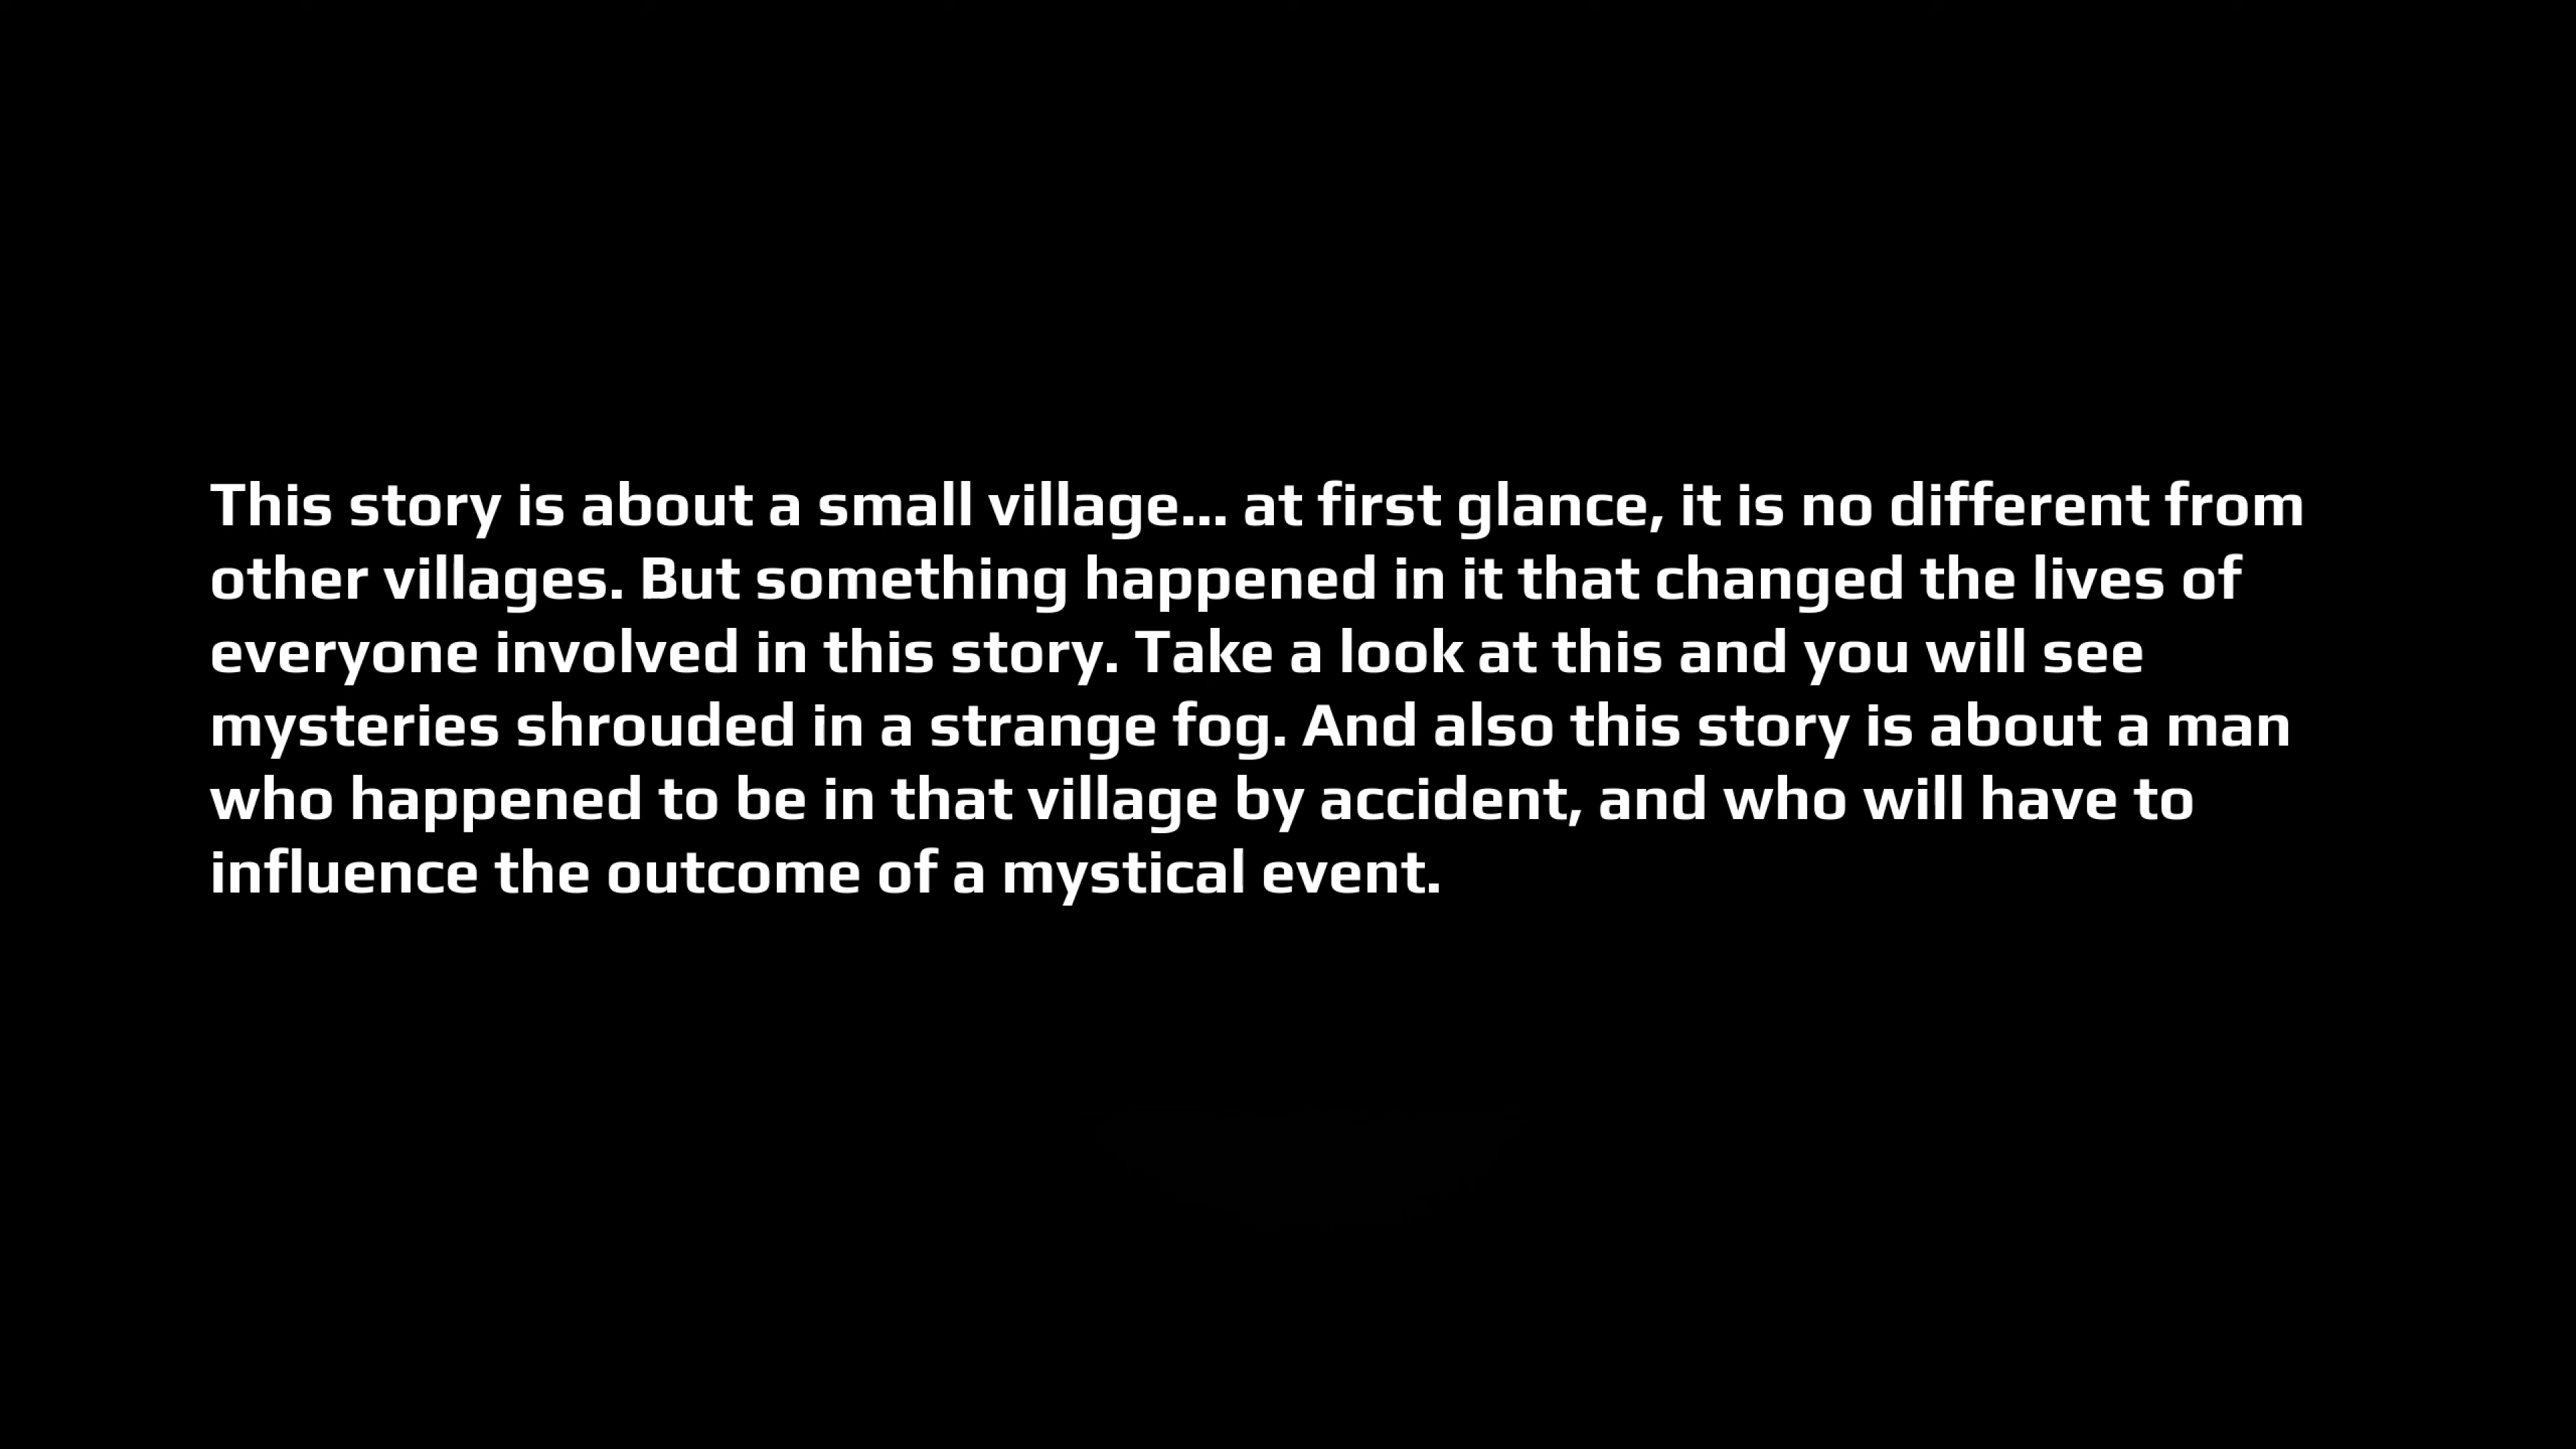 This story is about a small village... at first glance, it is no different from
other villages. But something happened in it that changed the lives of
everyone involved in this story. Take a look at this and you will see
mysteries shrouded in a strange fog. And also this story is about a man
who happened to be in that village by accident, and who will have to
influence the outcome of a mystical event.